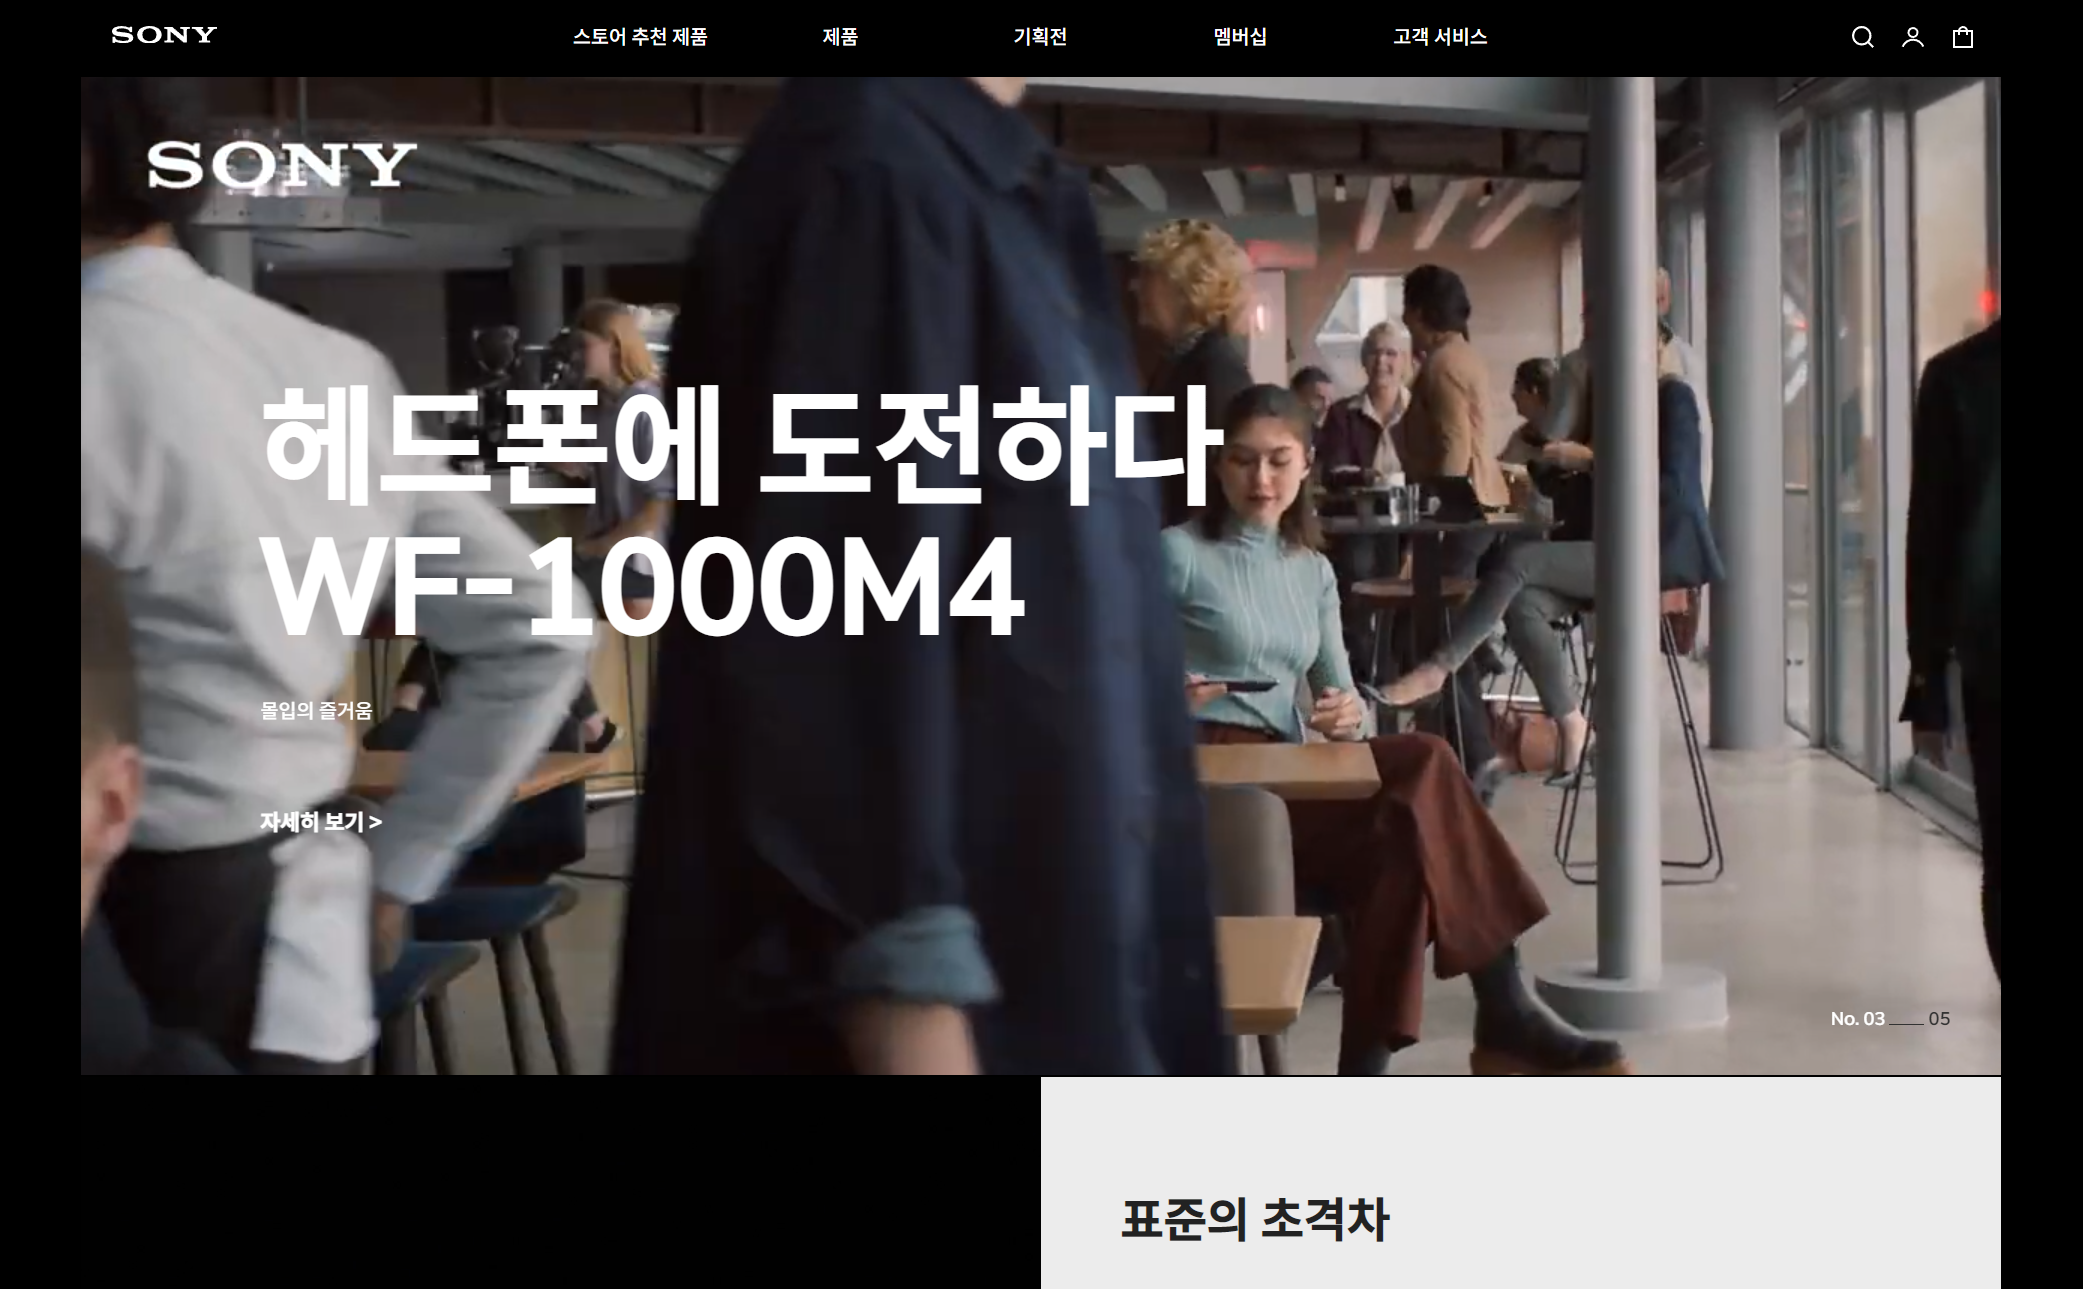 SONY
스토어 추천 제품
제품
기획전
멤버십
고객 서비스
SONY
헤드폰에 도전하다
WF-1000M4
몰입의 즐거움
자세히 보기 >
No. 03 05
표준의 초격차